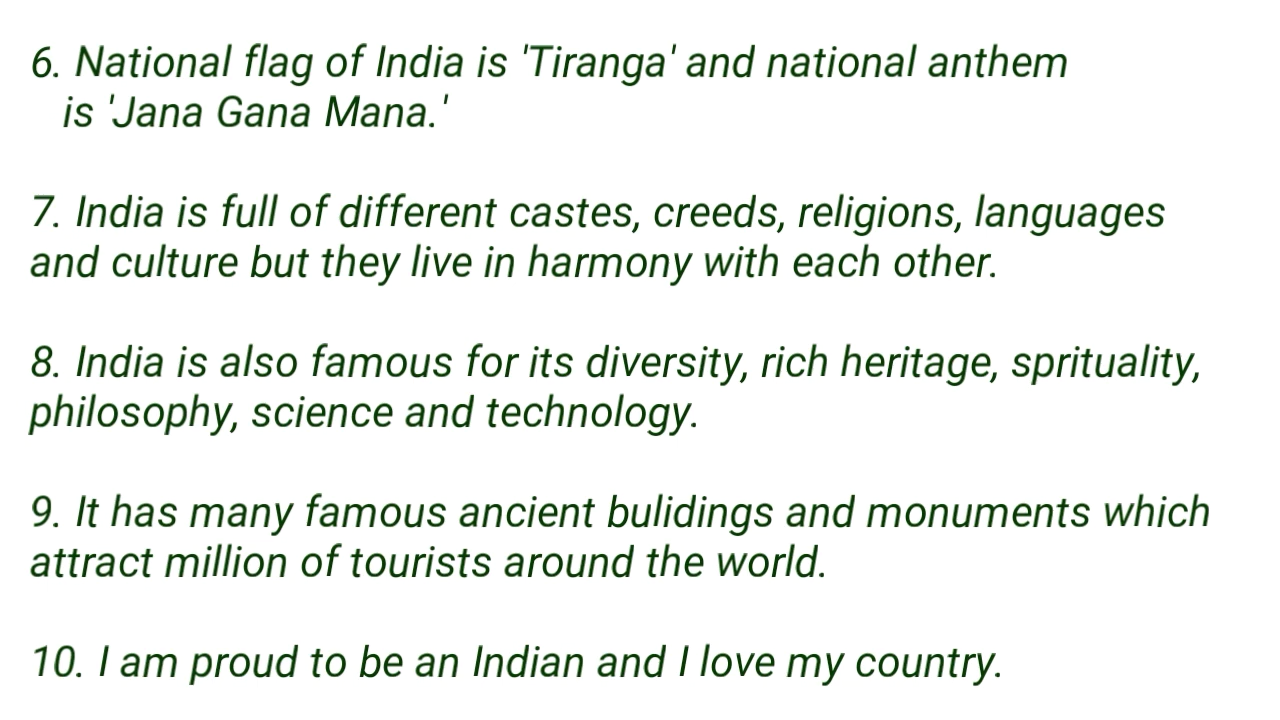 6. National flag of India is 'Tiranga' and national anthem
is 'Jana Gana Mana.'
7. India is full of different castes, creeds, religions, languages
and culture but they live in harmony with each other.
8. India is also famous for its diversity, rich heritage, sprituality,
philosophy, science and technology.
9. It has many famous ancient bulidings and monuments which
attract million of tourists around the world.
10. I am proud to be an Indian and I love my country.